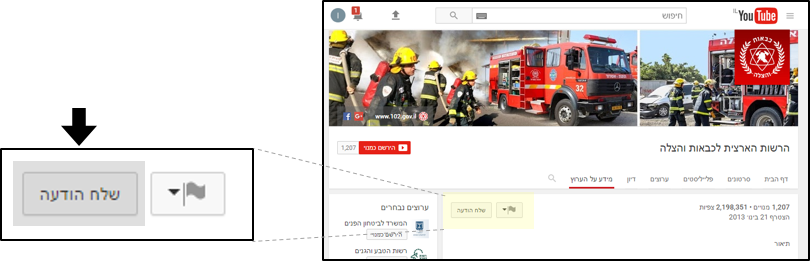 שלח הודעה
I
1
חיפוש
YouTube IL
כבאות
והצלה
32
www.102.gov.il
הרשות הארצית לכבאות והצלה
הירשם כמנוי 1,207
דף הבית סרטונים פלייליסטים ערוצים דיון מידע על הערוץ
1,207 מנויים • 2,198,351 צפיות
הצטרף 21 ביוני 2013
שלח הודעה
תיאור
ערוצים נבחרים
המשרד לביטחון הפנים
הירשם כמנוי
רשות הטבע והגנים